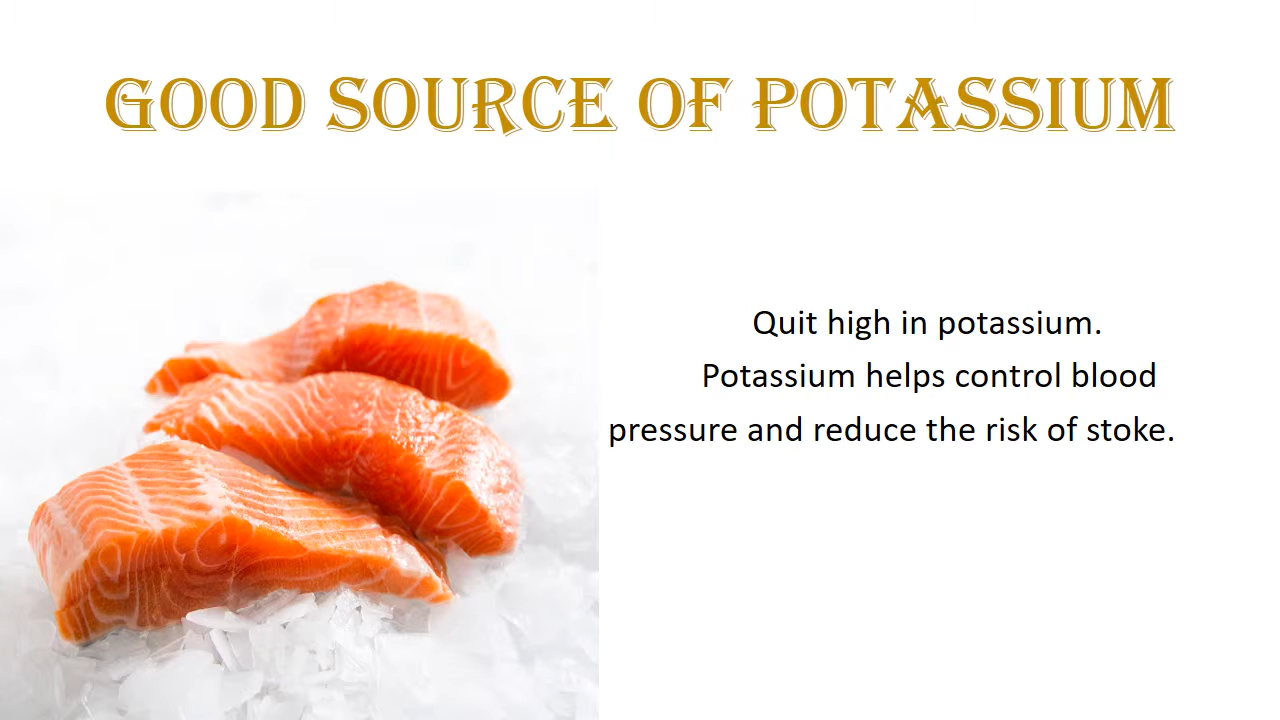 GOOD SOURCE OF POTASSIUM
Quit high in potassium.
Potassium helps control blood
pressure and reduce the risk of stoke.